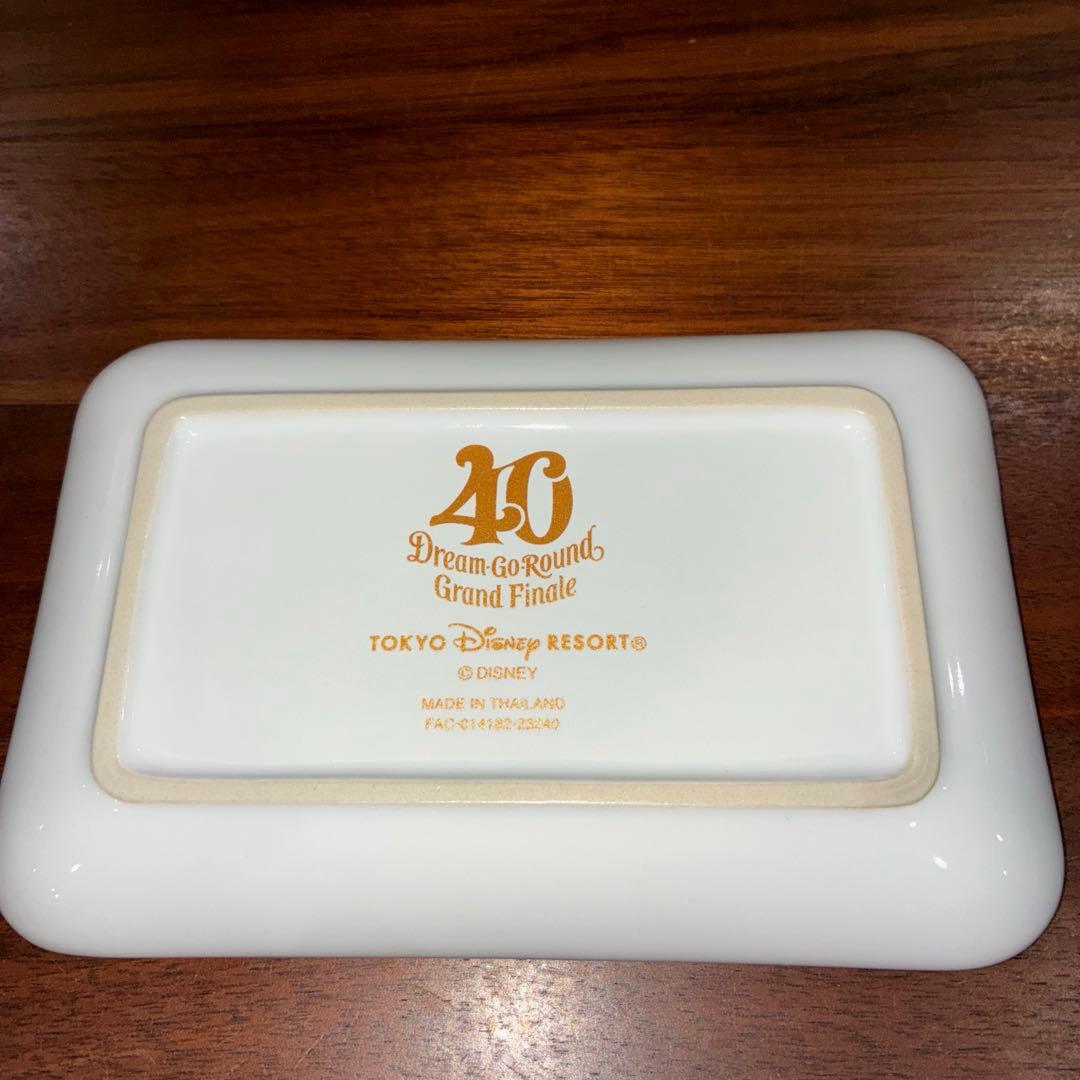 40
Dream-Go-Round
Grand Finale
TOKYO Disney RESORT®
© DISNEY
MADE IN THAILAND
FAC-014182-23240